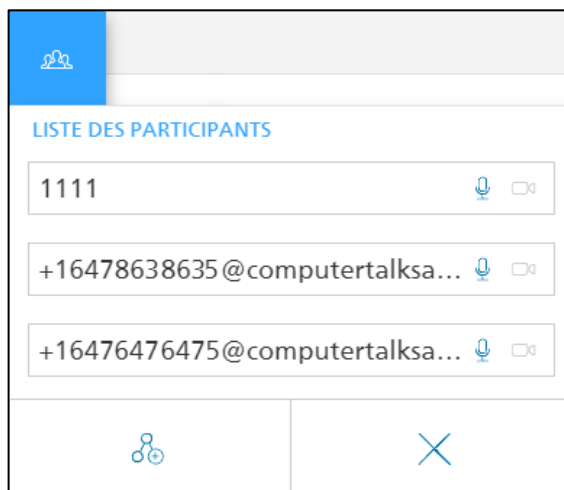 LISTE DES PARTICIPANTS
1111
+16478638635@computertalksa...
+16476476475@computertalksa...